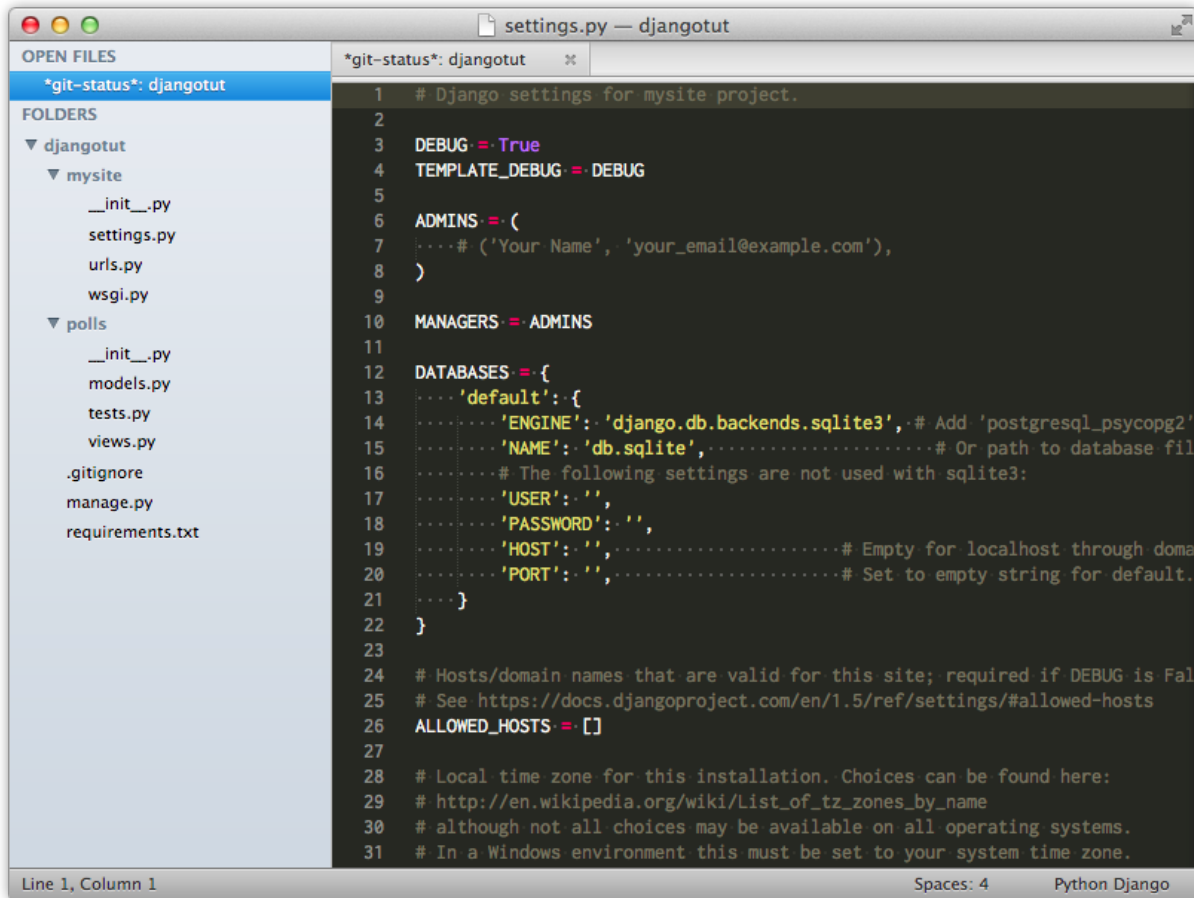 settings.py — djangotut
OPEN FILES
*git-status*: djangotut
FOLDERS
djangotut
mysite
__init__.py
settings.py
urls.py
wsgi.py
polls
__init__.py
models.py
tests.py
views.py
.gitignore
manage.py
requirements.txt
*git-status*: djangotut
1 # Django settings for mysite project.
2
3 DEBUG = True
4 TEMPLATE_DEBUG = DEBUG
5
6 ADMINS = (
7     # ('Your Name', 'your_email@example.com'),
8 )
9
10 MANAGERS = ADMINS
11
12 DATABASES = {
13     'default': {
14         'ENGINE': 'django.db.backends.sqlite3', # Add 'postgresql_psycopg2'
15         'NAME': 'db.sqlite',                      # Or path to database fil
16         # The following settings are not used with sqlite3:
17         'USER': '',
18         'PASSWORD': '',
19         'HOST': '',                      # Empty for localhost through doma
20         'PORT': '',                      # Set to empty string for default.
21     }
22 }
23
24 # Hosts/domain names that are valid for this site; required if DEBUG is Fal
25 # See https://docs.djangoproject.com/en/1.5/ref/settings/#allowed-hosts
26 ALLOWED_HOSTS = []
27
28 # Local time zone for this installation. Choices can be found here:
29 # http://en.wikipedia.org/wiki/List_of_tz_zones_by_name
30 # although not all choices may be available on all operating systems.
31 # In a Windows environment this must be set to your system time zone.
Line 1, Column 1
Spaces: 4
Python Django